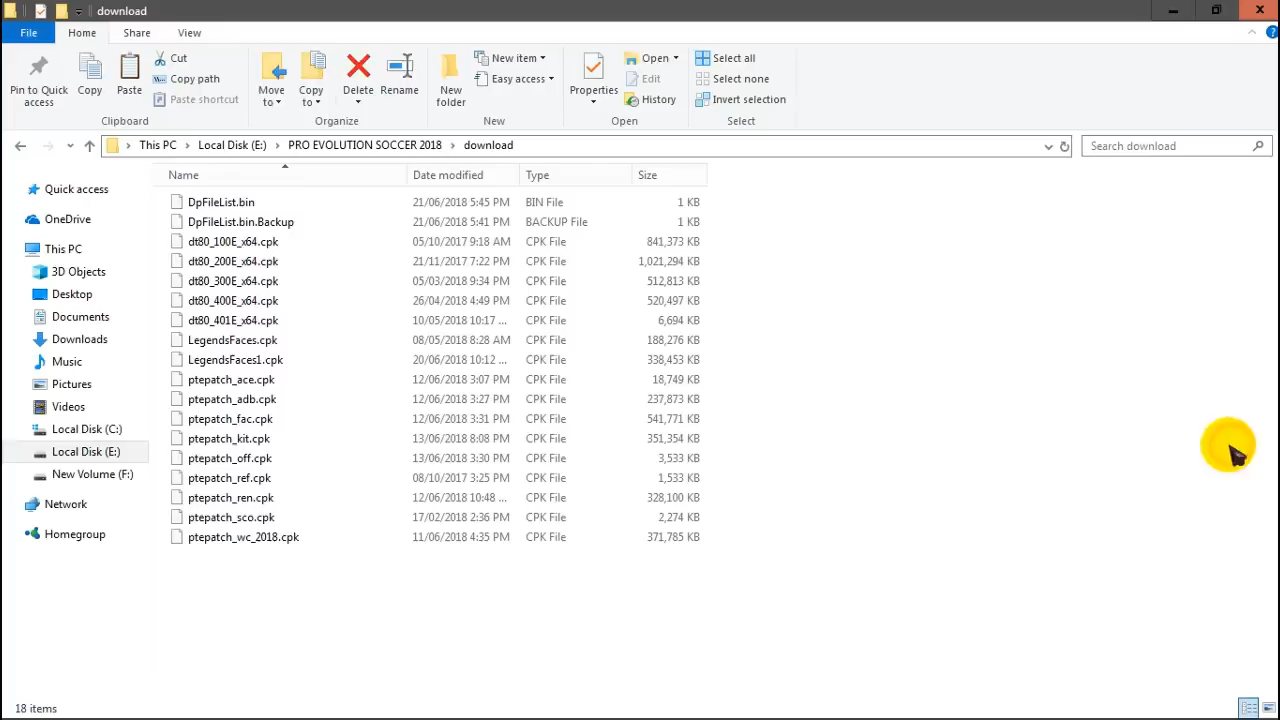 download
File Home Share View
Pin to Quick access
Copy
Paste
Cut
Copy path
Paste shortcut
Clipboard
Move to
Copy to
Delete
Rename
Organize
New folder
New item
Easy access
New
Properties
Open
Edit
History
Open
Select all
Select none
Invert selection
Select
This PC Local Disk (E:) PRO EVOLUTION SOCCER 2018 download
Search download
Quick access
OneDrive
This PC
3D Objects
Desktop
Documents
Downloads
Music
Pictures
Videos
Local Disk (C:)
Local Disk (E:)
New Volume (F:)
Network
Homegroup
Name Date modified Type Size
DpFileList.bin 21/06/2018 5:45 PM BIN File 1 KB
DpFileList.bin.Backup 21/06/2018 5:41 PM BACKUP File 1 KB
dt80_100E_x64.cpk 05/10/2017 9:18 AM CPK File 841,373 KB
dt80_200E_x64.cpk 21/11/2017 7:22 PM CPK File 1,021,294 KB
dt80_300E_x64.cpk 05/03/2018 9:34 PM CPK File 512,813 KB
dt80_400E_x64.cpk 26/04/2018 4:49 PM CPK File 520,497 KB
dt80_401E_x64.cpk 10/05/2018 10:17 ... CPK File 6,694 KB
LegendsFaces.cpk 08/05/2018 8:28 AM CPK File 188,276 KB
LegendsFaces1.cpk 20/06/2018 10:12 ... CPK File 338,453 KB
ptepatch_ace.cpk 12/06/2018 3:07 PM CPK File 18,749 KB
ptepatch_adb.cpk 12/06/2018 3:27 PM CPK File 237,873 KB
ptepatch_fac.cpk 12/06/2018 3:31 PM CPK File 541,771 KB
ptepatch_kit.cpk 13/06/2018 8:08 PM CPK File 351,354 KB
ptepatch_off.cpk 13/06/2018 3:30 PM CPK File 3,533 KB
ptepatch_ref.cpk 08/10/2017 3:25 PM CPK File 1,533 KB
ptepatch_ren.cpk 12/06/2018 10:48 ... CPK File 328,100 KB
ptepatch_sco.cpk 17/02/2018 2:36 PM CPK File 2,274 KB
ptepatch_wc_2018.cpk 11/06/2018 4:35 PM CPK File 371,785 KB
18 items